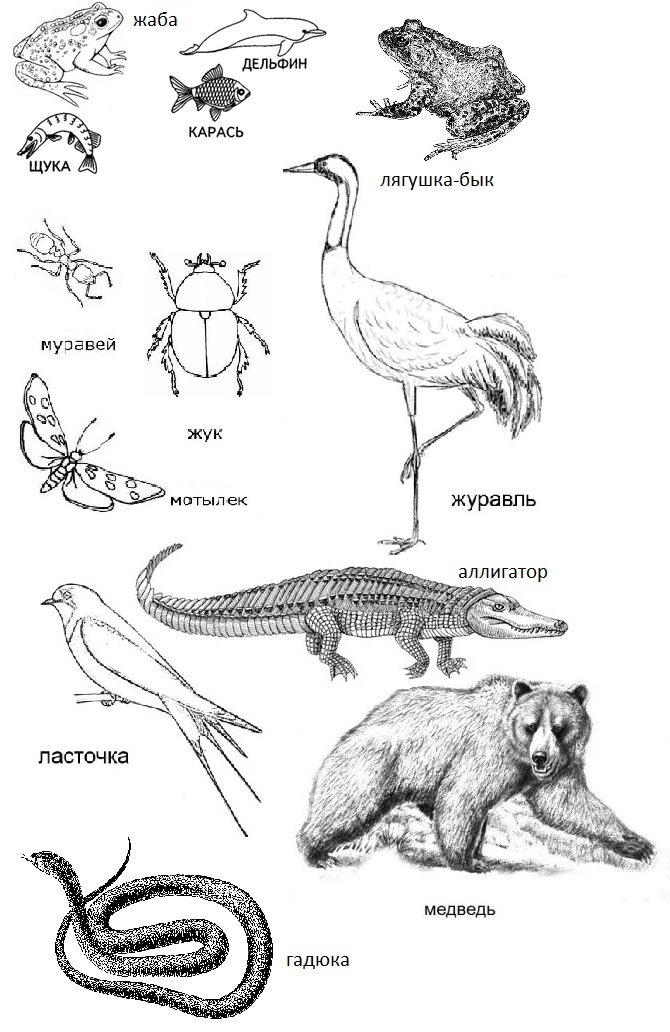 жаба
ДЕЛЬФИН
КАРАСЬ
ЩУКА
лягушка-бык
муравей
жук
мотылек
журавль
аллигатор
ласточка
медведь
гадюка